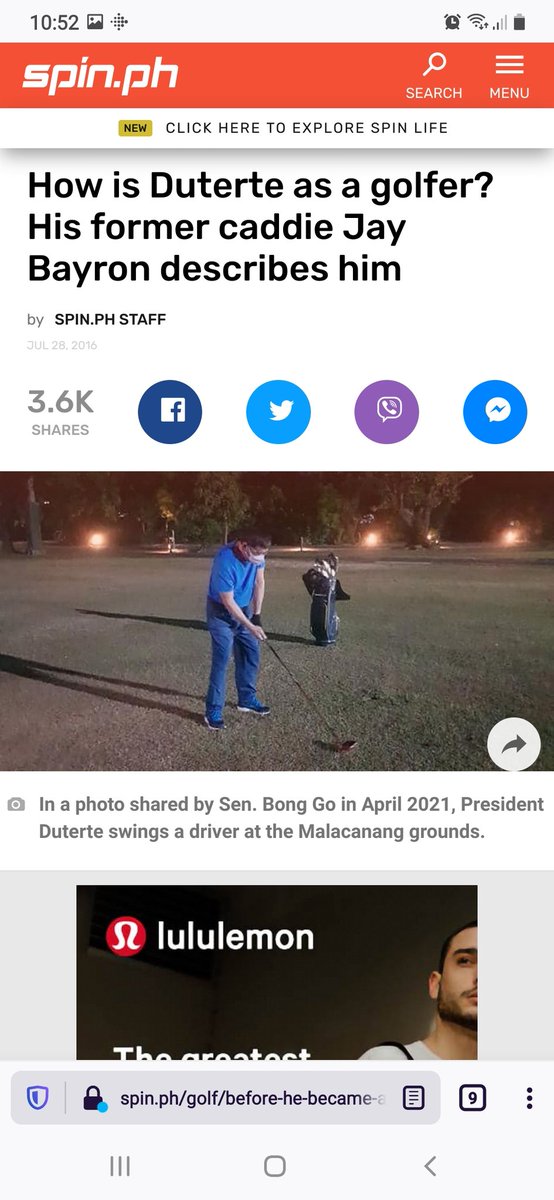 10:52
spin.ph
SEARCH
MENU
NEW CLICK HERE TO EXPLORE SPIN LIFE
How is Duterte as a golfer?
His former caddie Jay
Bayron describes him
by SPIN.PH STAFF
JUL 28, 2016
3.6K
SHARES
In a photo shared by Sen. Bong Go in April 2021, President
Duterte swings a driver at the Malacanang grounds.
lululemon
The greatest
spin.ph/golf/before-he-became-a
9